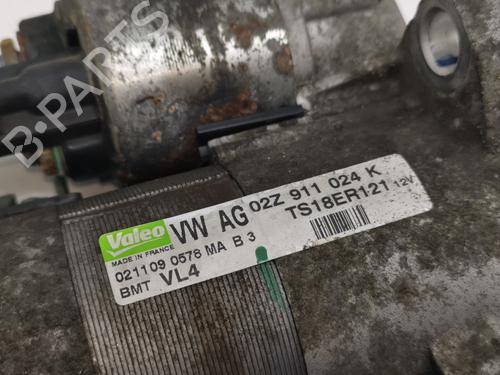 B-PARTS
Valeo VW AG 02Z 911 024 K
MADE IN FRANCE TS18ER121 12V
021109 0578 MA B 3
BMT VL4